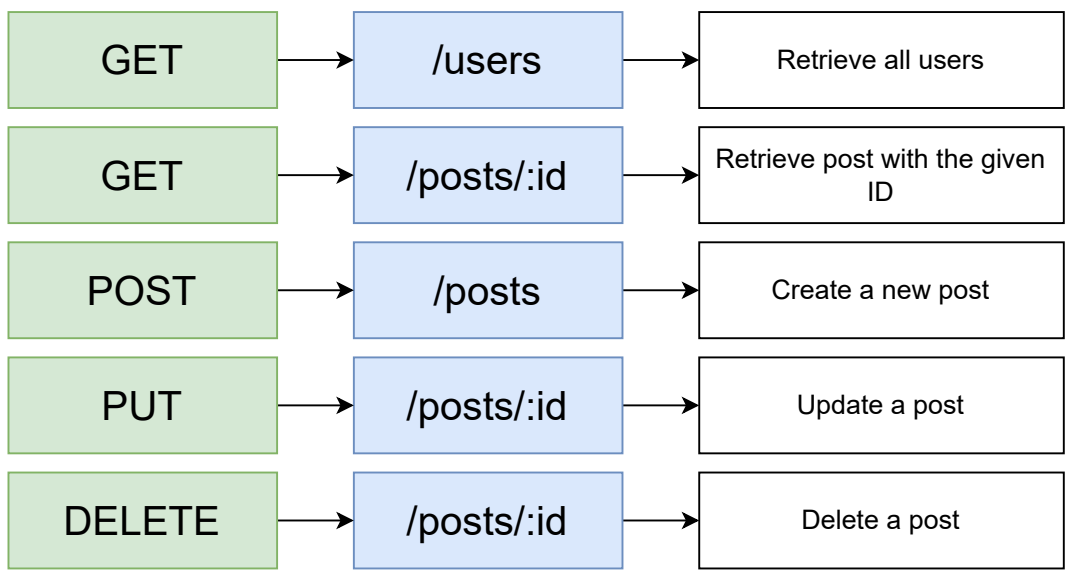 GET
/users
Retrieve all users
GET
/posts/:id
Retrieve post with the given
ID
POST
/posts
Create a new post
PUT
/posts/:id
Update a post
DELETE
/posts/:id
Delete a post